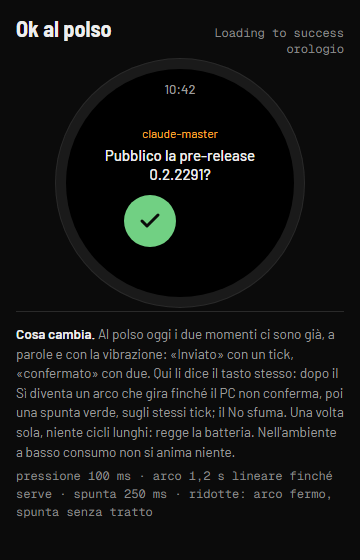 Ok al polso
Loading to success
orologio
10:42
claude-master
Pubblico la pre-release
0.2.2291?
Cosa cambia. Al polso oggi i due momenti ci sono già, a
parole e con la vibrazione: «Inviato» con un tick,
«confermato» con due. Qui li dice il tasto stesso: dopo il
Sì diventa un arco che gira finché il PC non conferma, poi
una spunta verde, sugli stessi tick; il No sfuma. Una volta
sola, niente cicli lunghi: regge la batteria. Nell'ambiente
a basso consumo non si anima niente.
pressione 100 ms · arco 1,2 s lineare finché
serve · spunta 250 ms · ridotte: arco fermo,
spunta senza tratto